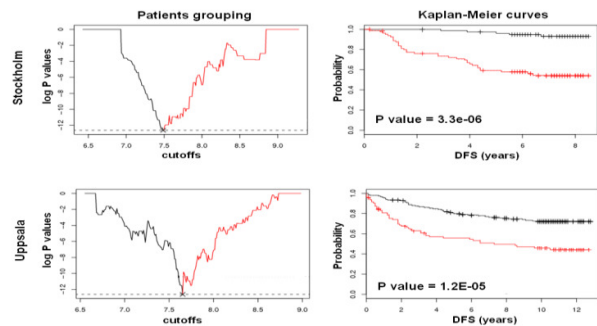 Patients grouping
Kaplan-Meier curves
Stockholm
log P values
0
-2
-4
-6
-8
-10
-12
6.5 7.0 7.5 8.0 8.5 9.0
cutoffs
Probability
1.0
0.8
0.6
0.4
0.2
0.0
P value = 3.3e-06
0 2 4 6 8
DFS (years)
Uppsala
log P values
0
-2
-4
-6
-8
-10
-12
6.5 7.0 7.5 8.0 8.5 9.0
cutoffs
Probability
1.0
0.8
0.6
0.4
0.2
0.0
P value = 1.2E-05
0 2 4 6 8 10 12
DFS (years)